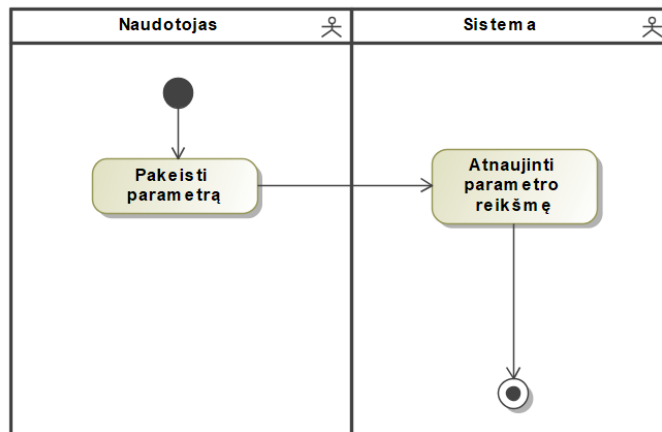 Naudotojas
Sistema
Pakeisti
parametrą
Atnaujinti
parametro
reikšmę